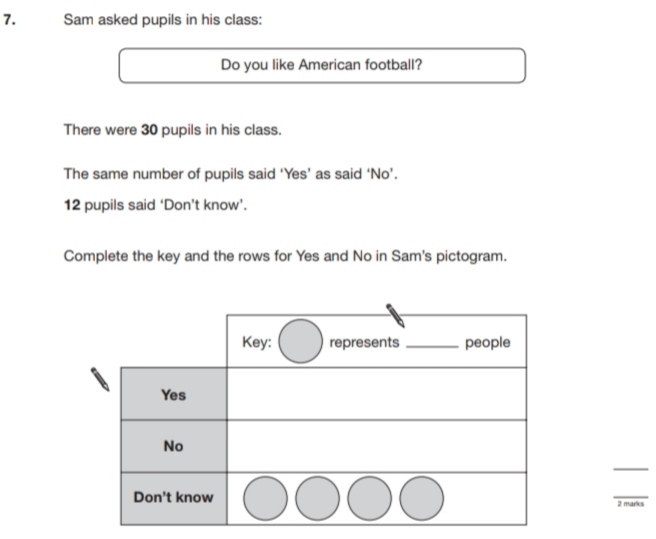 7. Sam asked pupils in his class:
Do you like American football?
There were 30 pupils in his class.
The same number of pupils said ‘Yes’ as said ‘No’.
12 pupils said ‘Don’t know’.
Complete the key and the rows for Yes and No in Sam’s pictogram.
Key: represents ______ people
Yes
No
Don’t know
2 marks